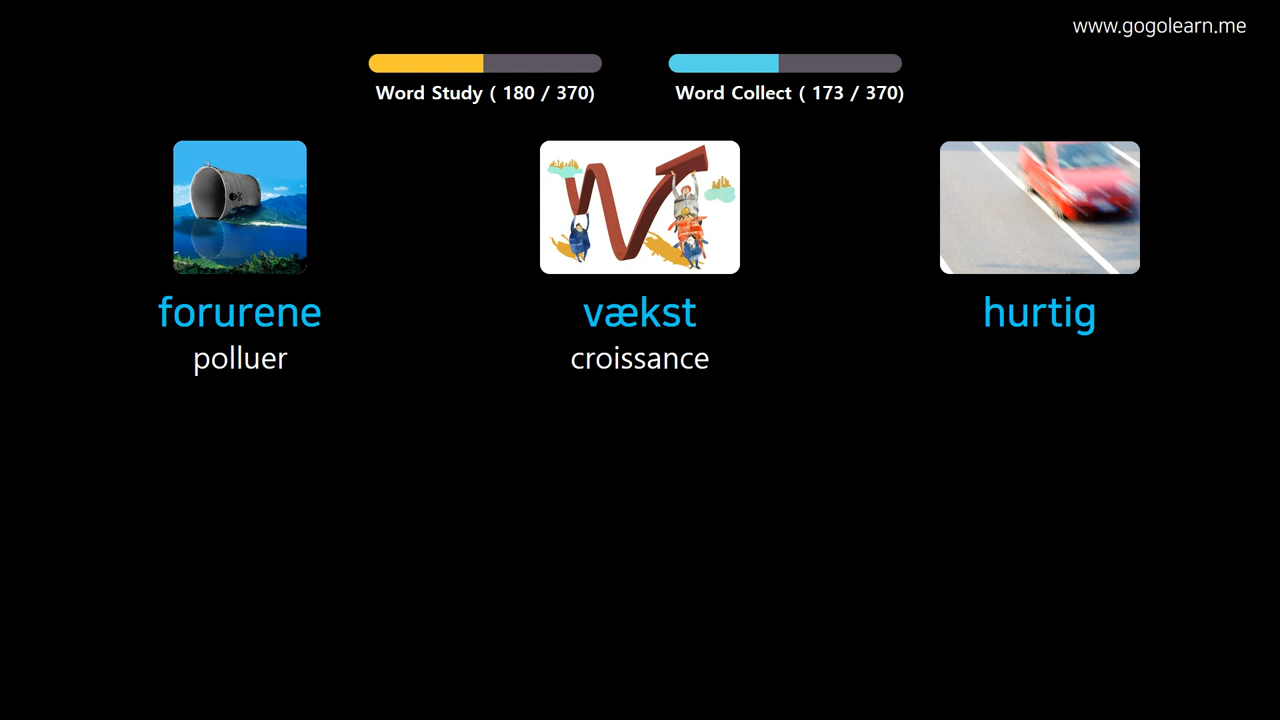 www.gogolearn.me
Word Study ( 180 / 370)
Word Collect ( 173 / 370)
forurene
vækst
hurtig
polluer
croissance